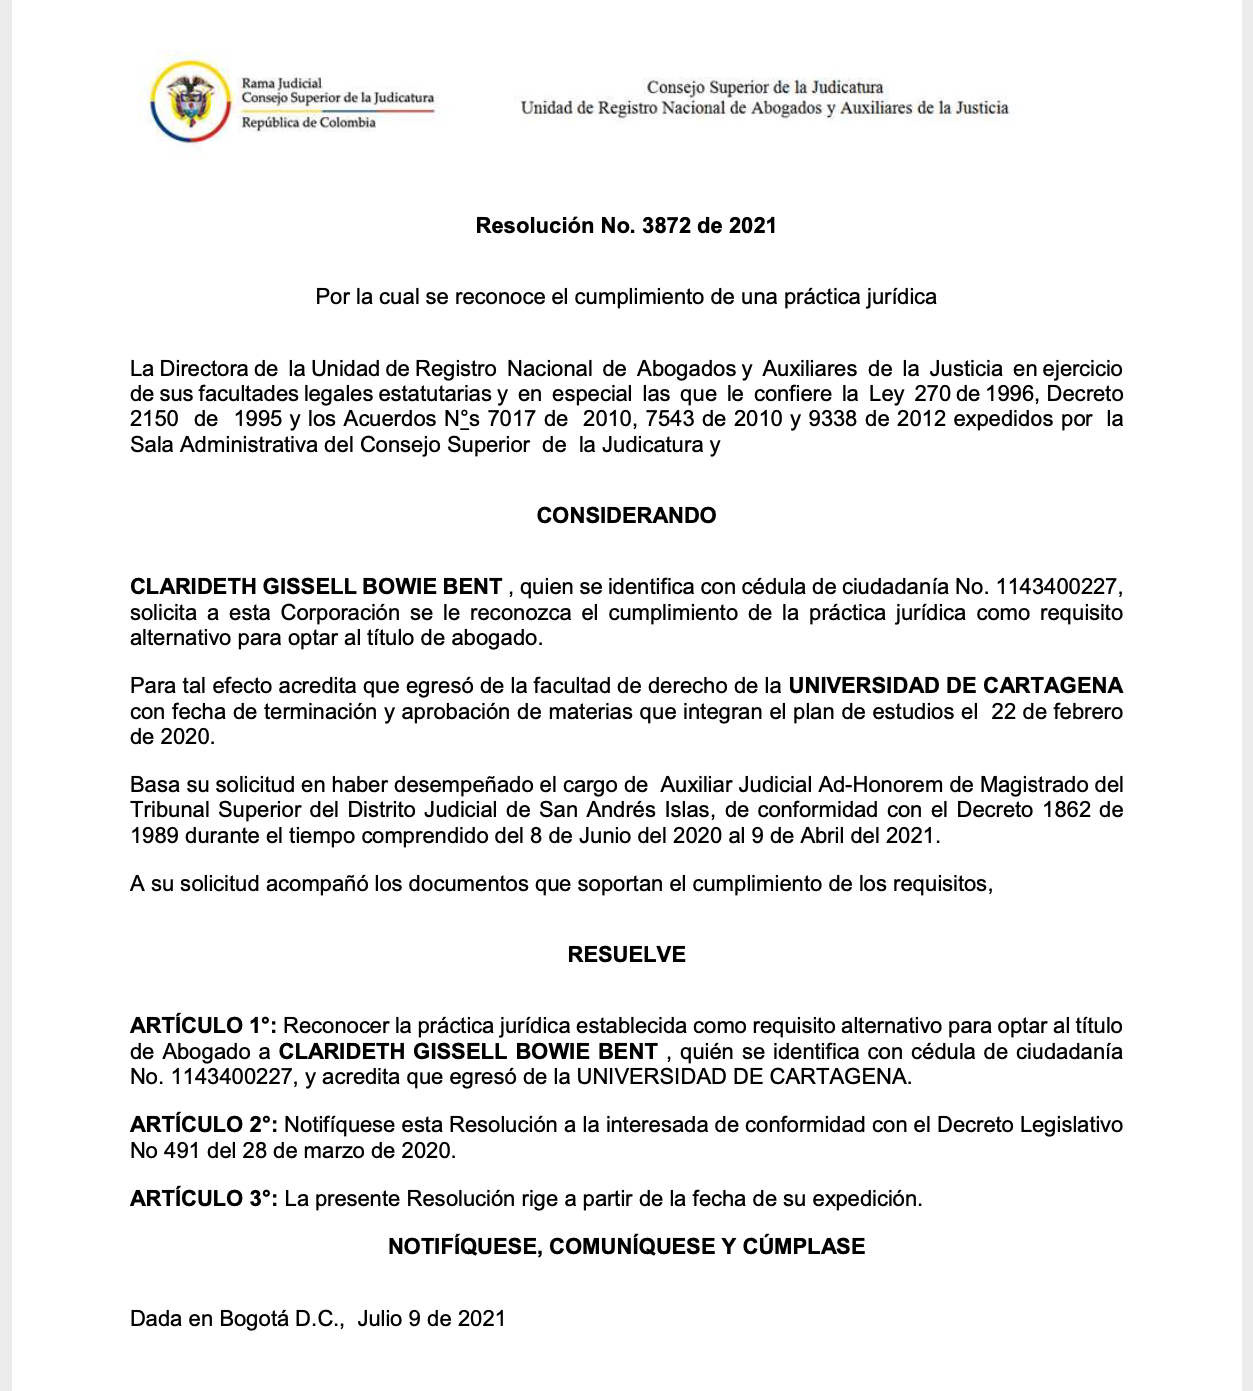 Rama Judicial
Consejo Superior de la Judicatura
República de Colombia
Consejo Superior de la Judicatura
Unidad de Registro Nacional de Abogados y Auxiliares de la Justicia
Resolución No. 3872 de 2021
Por la cual se reconoce el cumplimiento de una práctica jurídica
La Directora de la Unidad de Registro Nacional de Abogados y Auxiliares de la Justicia en ejercicio
de sus facultades legales estatutarias y en especial las que le confiere la Ley 270 de 1996, Decreto
2150 de 1995 y los Acuerdos N°s 7017 de 2010, 7543 de 2010 y 9338 de 2012 expedidos por la
Sala Administrativa del Consejo Superior de la Judicatura y
CONSIDERANDO
CLARIDETH GISSELL BOWIE BENT , quien se identifica con cédula de ciudadanía No. 1143400227,
solicita a esta Corporación se le reconozca el cumplimiento de la práctica jurídica como requisito
alternativo para optar al título de abogado.
Para tal efecto acredita que egresó de la facultad de derecho de la UNIVERSIDAD DE CARTAGENA
con fecha de terminación y aprobación de materias que integran el plan de estudios el 22 de febrero
de 2020.
Basa su solicitud en haber desempeñado el cargo de Auxiliar Judicial Ad-Honorem de Magistrado del
Tribunal Superior del Distrito Judicial de San Andrés Islas, de conformidad con el Decreto 1862 de
1989 durante el tiempo comprendido del 8 de Junio del 2020 al 9 de Abril del 2021.
A su solicitud acompañó los documentos que soportan el cumplimiento de los requisitos,
RESUELVE
ARTÍCULO 1°: Reconocer la práctica jurídica establecida como requisito alternativo para optar al título
de Abogado a CLARIDETH GISSELL BOWIE BENT , quién se identifica con cédula de ciudadanía
No. 1143400227, y acredita que egresó de la UNIVERSIDAD DE CARTAGENA.
ARTÍCULO 2°: Notifíquese esta Resolución a la interesada de conformidad con el Decreto Legislativo
No 491 del 28 de marzo de 2020.
ARTÍCULO 3°: La presente Resolución rige a partir de la fecha de su expedición.
NOTIFÍQUESE, COMUNÍQUESE Y CÚMPLASE
Dada en Bogotá D.C., Julio 9 de 2021